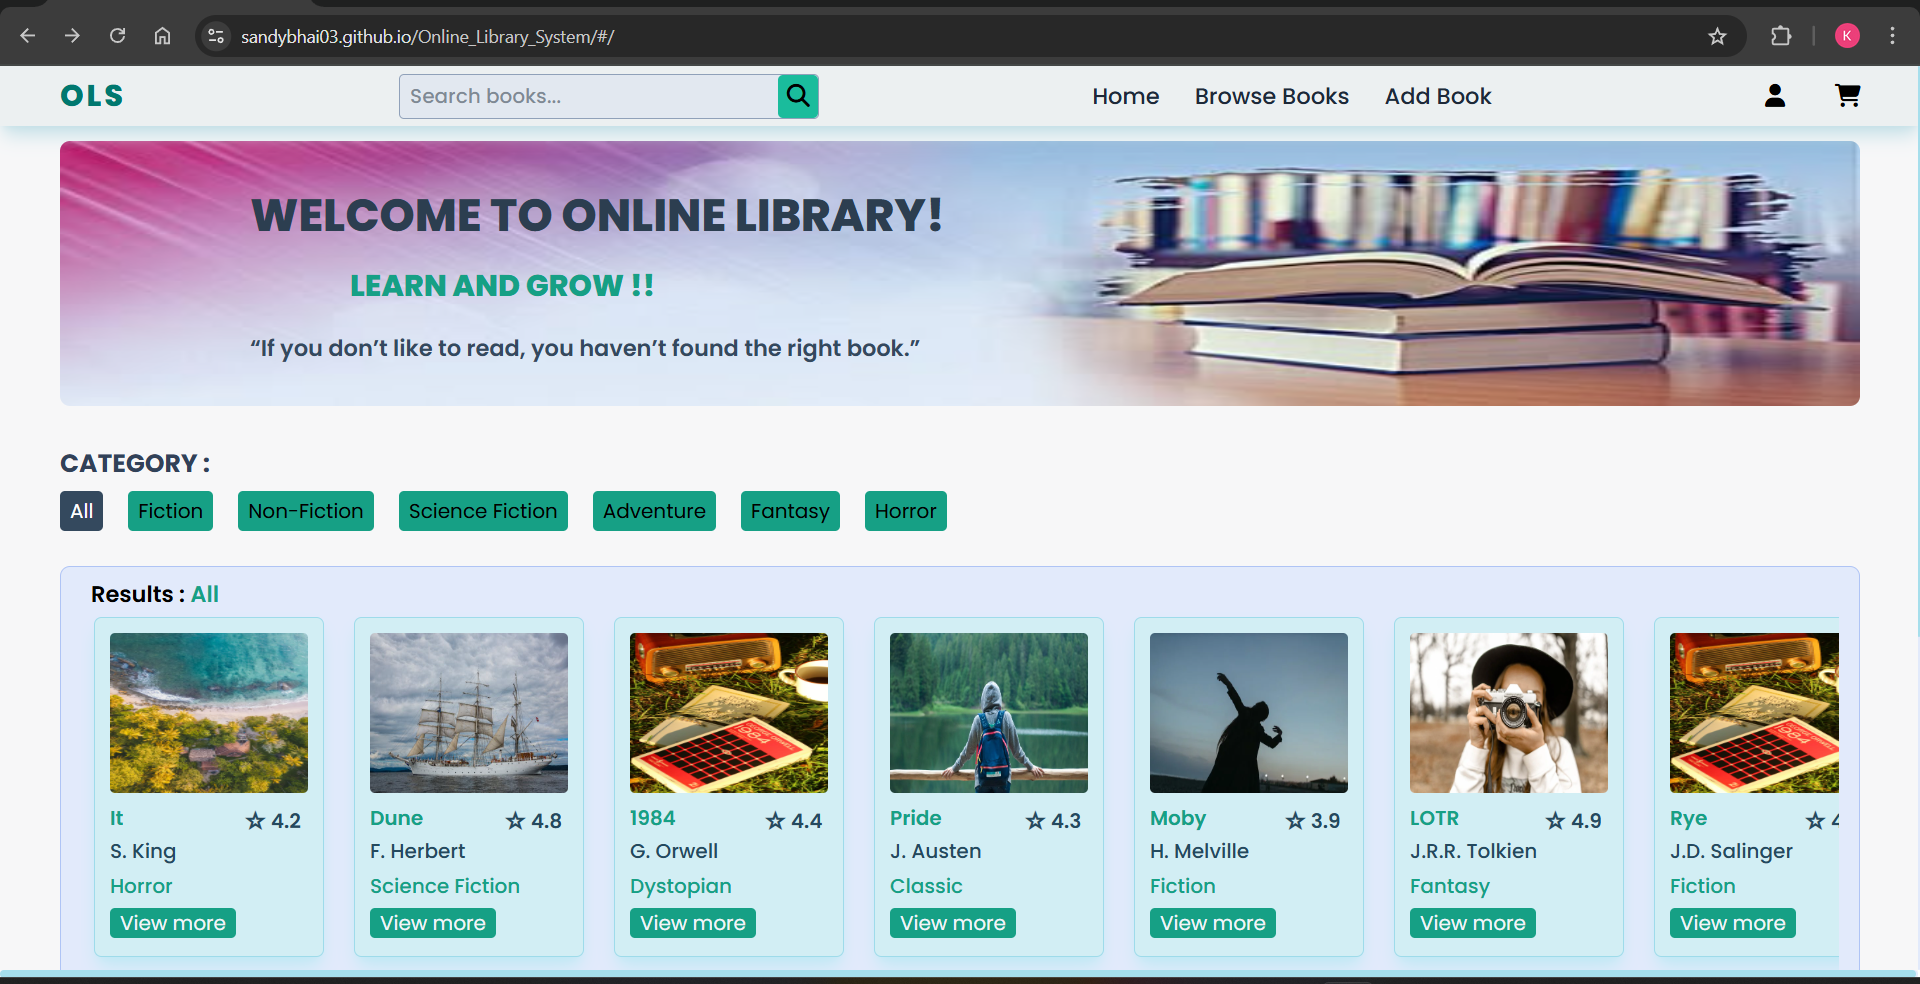 sandybhai03.github.io/Online_Library_System/#/
K
OLS
Search books...
Home
Browse Books
Add Book
WELCOME TO ONLINE LIBRARY!
LEARN AND GROW !!
“If you don’t like to read, you haven’t found the right book.”
CATEGORY :
All
Fiction
Non-Fiction
Science Fiction
Adventure
Fantasy
Horror
Results : All
It
4.2
S. King
Horror
View more
Dune
4.8
F. Herbert
Science Fiction
View more
1984
1984
4.4
G. Orwell
Dystopian
View more
Pride
4.3
J. Austen
Classic
View more
Moby
3.9
H. Melville
Fiction
View more
LOTR
4.9
J.R.R. Tolkien
Fantasy
View more
1984
Rye
J.D. Salinger
Fiction
View more